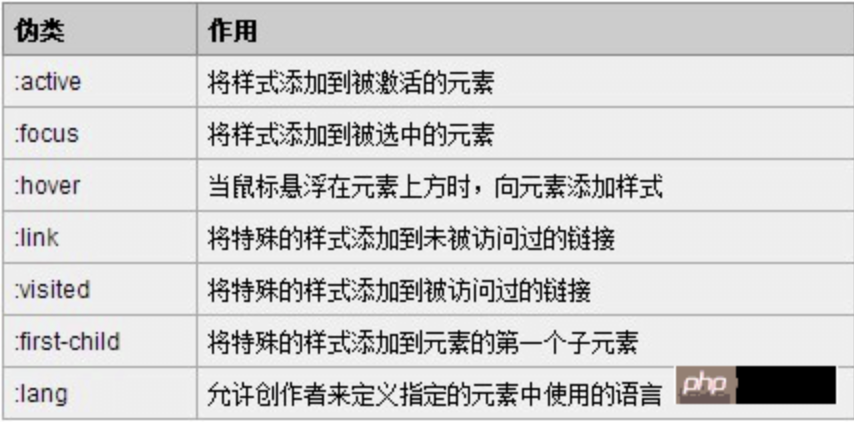 伪类 作用
:active 将样式添加到被激活的元素
:focus 将样式添加到被选中的元素
:hover 当鼠标悬浮在元素上方时，向元素添加样式
:link 将特殊的样式添加到未被访问过的链接
:visited 将特殊的样式添加到被访问过的链接
:first-child 将特殊的样式添加到元素的第一个子元素
:lang 允许创作者来定义指定的元素中使用的语言
php